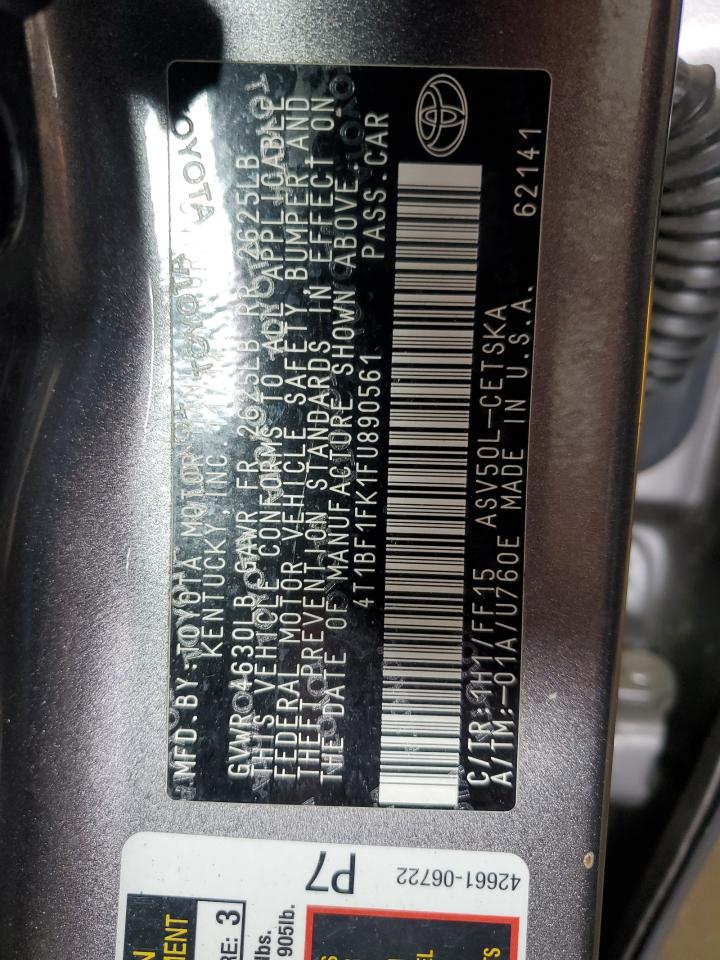 MFD.BY:TOYOTA MOTOR
KENTUCKY, INC.
GVWR 4630LB GAWR FR 2625LB RR 2625LB
THIS VEHICLE CONFORMS TO ALL APPLICABLE
FEDERAL MOTOR VEHICLE SAFETY, BUMPER AND
THEFT PREVENTION STANDARDS IN EFFECT ON
THE DATE OF MANUFACTURE SHOWN ABOVE.
4T1BF1FK1FU890561 PASS.CAR
C/TR:1H1/FF15 ASV50L-CETSKA
A/TM:-01A/U760E MADE IN U.S.A. 62141
TOYOTA
TOYOTA
P7
42661-06722
RE: 3
905lb.